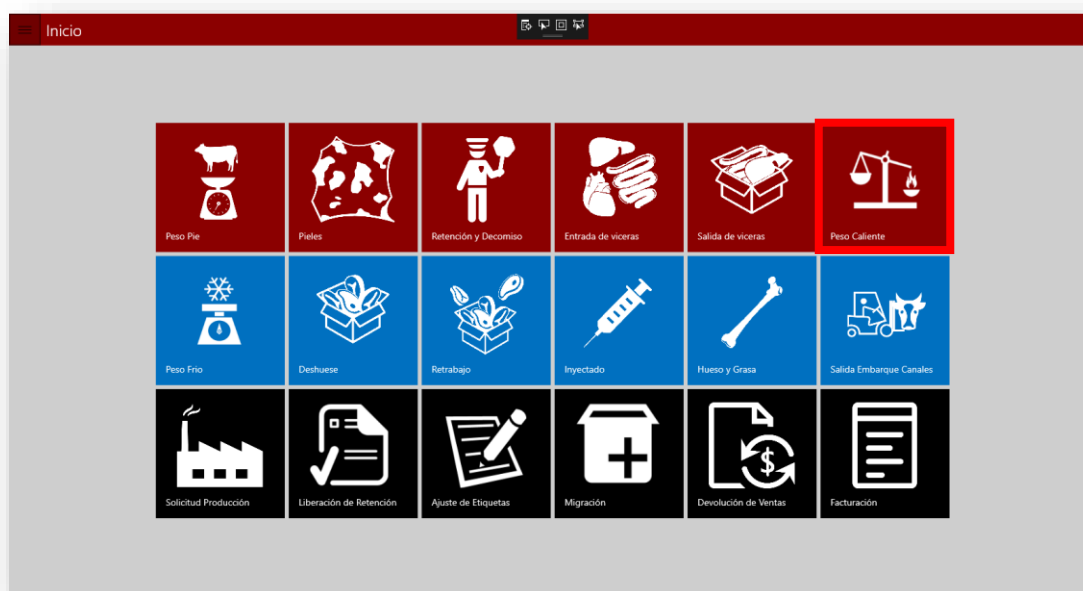 Inicio
Peso Pie
Pieles
Retención y Decomiso
Entrada de viceras
Salida de viceras
Peso Caliente
Peso Frio
Deshuese
Retrabajo
Inyectado
Hueso y Grasa
Salida Embarque Canales
Solicitud Producción
Liberación de Retención
Ajuste de Etiquetas
Migración
Devolución de Ventas
Facturación